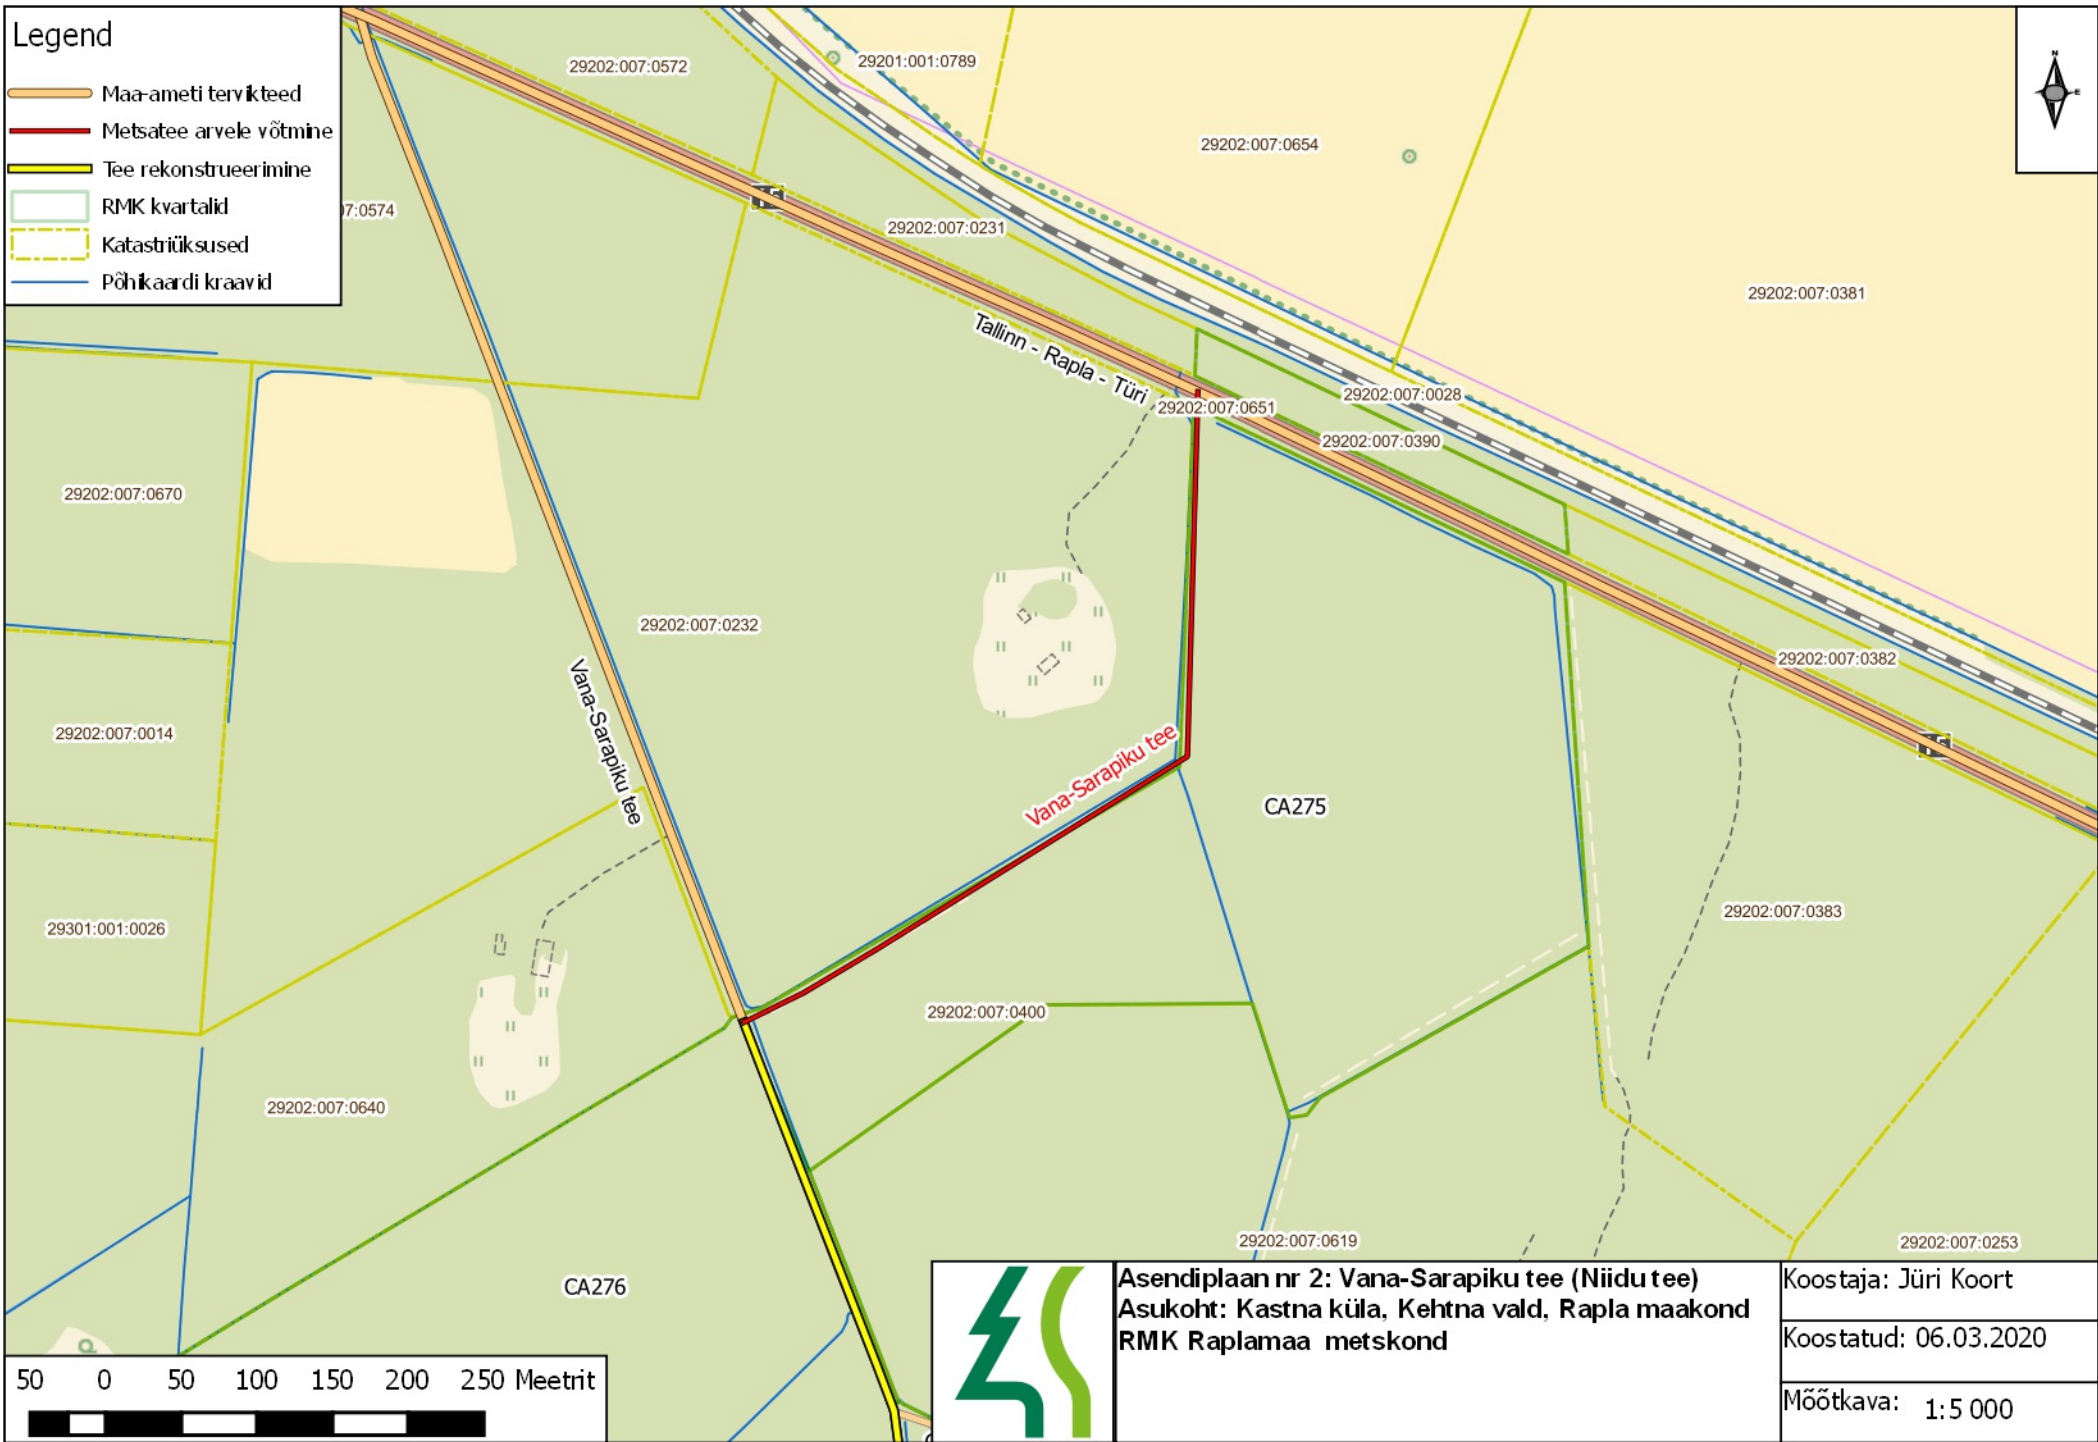 Legend
Maa-ameti tervikteed
Metsatee arvele võtmine
Tee rekonstrueerimine
RMK kvartalid
Katastriüksused
Põhikaardi kraavid
N
E
29202:007:0572
29201:001:0789
29202:007:0654
7:0574
15
29202:007:0231
29202:007:0381
Tallinn - Rapla - Türi
29202:007:0651
29202:007:0028
29202:007:0390
29202:007:0670
29202:007:0232
29202:007:0382
Vana-Sarapiku tee
29202:007:0014
15
Vana-Sarapiku tee
CA275
29202:007:0383
29301:001:0026
29202:007:0400
29202:007:0640
29202:007:0619
29202:007:0253
CA276
50 0 50 100 150 200 250 Meetrit
Asendiplaan nr 2: Vana-Sarapiku tee (Niidu tee)
Asukoht: Kastna küla, Kehtna vald, Rapla maakond
RMK Raplamaa metskond
Koostaja: Jüri Koort
Koostatud: 06.03.2020
Mõõtkava: 1:5 000